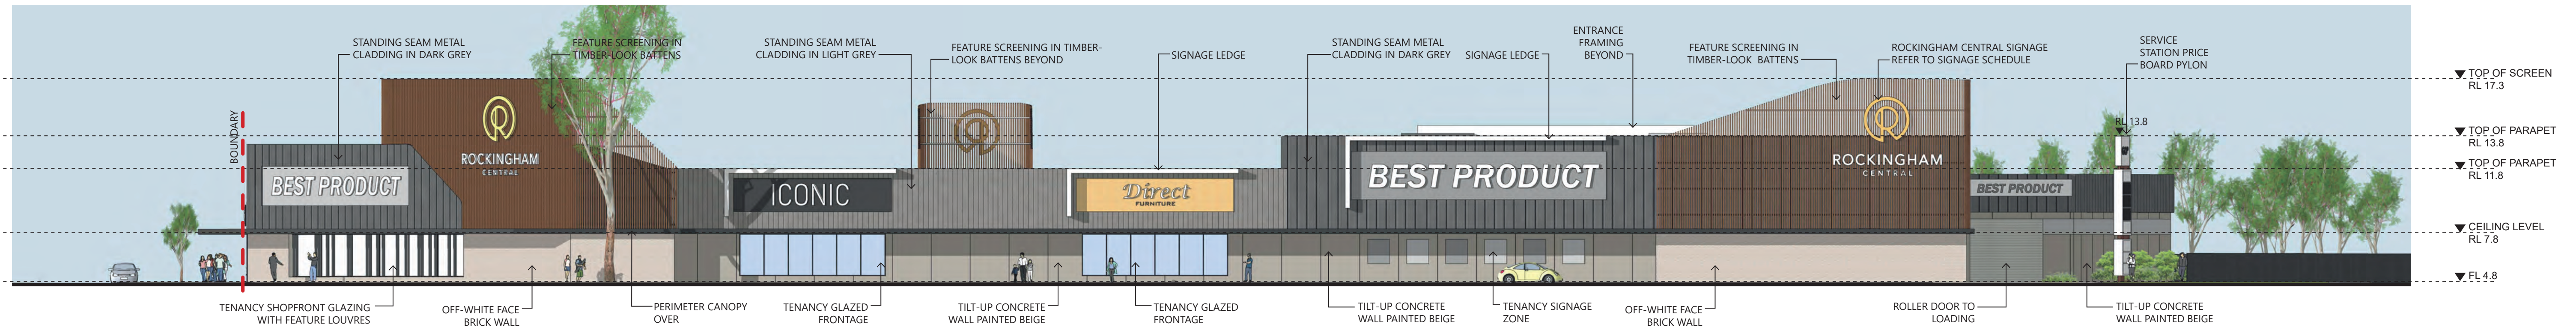 STANDING SEAM METAL
CLADDING IN DARK GREY
FEATURE SCREENING IN
TIMBER-LOOK BATTENS
STANDING SEAM METAL
CLADDING IN LIGHT GREY
FEATURE SCREENING IN TIMBER-
LOOK BATTENS BEYOND
SIGNAGE LEDGE
STANDING SEAM METAL
CLADDING IN DARK GREY
SIGNAGE LEDGE
ENTRANCE
FRAMING
BEYOND
FEATURE SCREENING IN
TIMBER-LOOK BATTENS
ROCKINGHAM CENTRAL SIGNAGE
REFER TO SIGNAGE SCHEDULE
SERVICE
STATION PRICE
BOARD PYLON
TOP OF SCREEN
RL 17.3
RL 13.8
TOP OF PARAPET
RL 13.8
TOP OF PARAPET
RL 11.8
CEILING LEVEL
RL 7.8
FL 4.8
BOUNDARY
BEST PRODUCT
ROCKINGHAM
CENTRAL
ICONIC
Direct
FURNITURE
BEST PRODUCT
ROCKINGHAM
CENTRAL
BEST PRODUCT
TENANCY SHOPFRONT GLAZING
WITH FEATURE LOUVRES
OFF-WHITE FACE
BRICK WALL
PERIMETER CANOPY
OVER
TENANCY GLAZED
FRONTAGE
TILT-UP CONCRETE
WALL PAINTED BEIGE
TENANCY GLAZED
FRONTAGE
TILT-UP CONCRETE
WALL PAINTED BEIGE
TENANCY SIGNAGE
ZONE
OFF-WHITE FACE
BRICK WALL
ROLLER DOOR TO
LOADING
TILT-UP CONCRETE
WALL PAINTED BEIGE